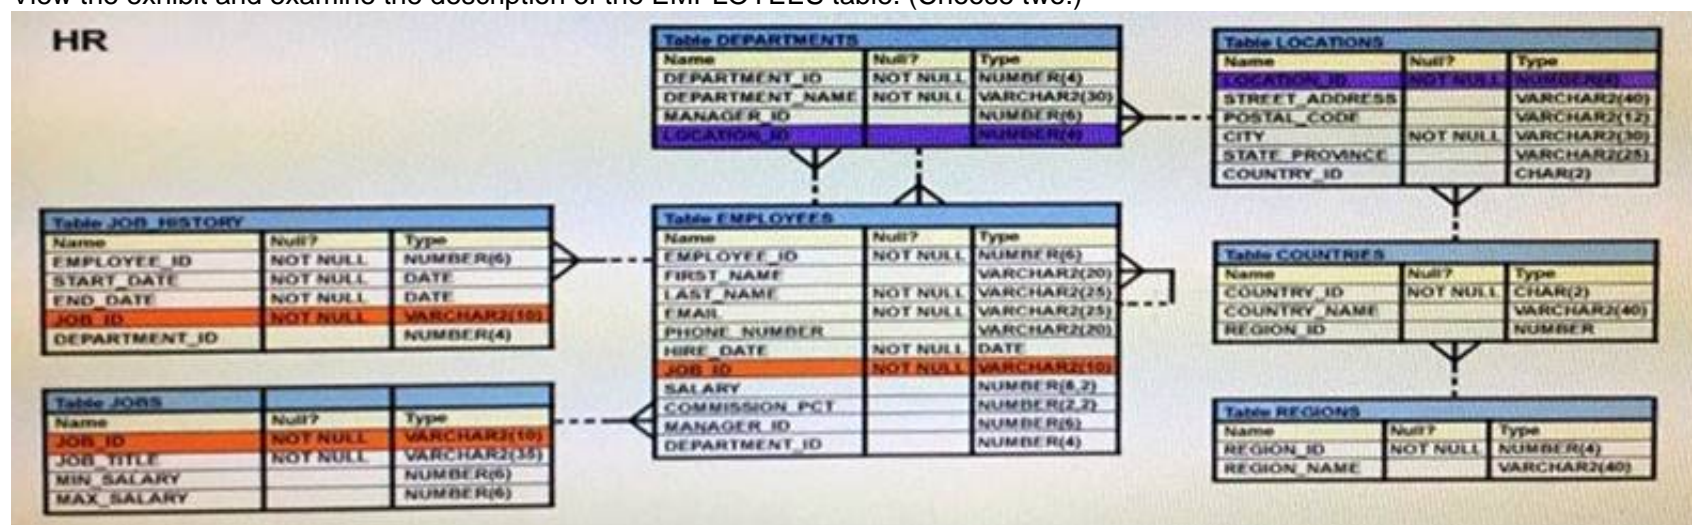 View the exhibit and examine the description of the EMPLOYEES table. (Choose two.)
HR
Table DEPARTMENTS
Name Null? Type
DEPARTMENT_ID NOT NULL NUMBER(4)
DEPARTMENT_NAME NOT NULL VARCHAR2(30)
MANAGER_ID NUMBER(6)
LOCATION_ID NUMBER(4)
Table LOCATIONS
Name Null? Type
LOCATION_ID NOT NULL NUMBER(4)
STREET_ADDRESS VARCHAR2(40)
POSTAL_CODE VARCHAR2(12)
CITY NOT NULL VARCHAR2(30)
STATE_PROVINCE VARCHAR2(25)
COUNTRY_ID CHAR(2)
Table JOB_HISTORY
Name Null? Type
EMPLOYEE_ID NOT NULL NUMBER(6)
START_DATE NOT NULL DATE
END_DATE NOT NULL DATE
JOB_ID NOT NULL VARCHAR2(10)
DEPARTMENT_ID NUMBER(4)
Table EMPLOYEES
Name Null? Type
EMPLOYEE_ID NOT NULL NUMBER(6)
FIRST_NAME VARCHAR2(20)
LAST_NAME NOT NULL VARCHAR2(25)
EMAIL NOT NULL VARCHAR2(25)
PHONE_NUMBER VARCHAR2(20)
HIRE_DATE NOT NULL DATE
JOB_ID NOT NULL VARCHAR2(10)
SALARY NUMBER(8,2)
COMMISSION_PCT NUMBER(2,2)
MANAGER_ID NUMBER(6)
DEPARTMENT_ID NUMBER(4)
Table COUNTRIES
Name Null? Type
COUNTRY_ID NOT NULL CHAR(2)
COUNTRY_NAME VARCHAR2(40)
REGION_ID NUMBER
Table JOBS
Name Null? Type
JOB_ID NOT NULL VARCHAR2(10)
JOB_TITLE NOT NULL VARCHAR2(35)
MIN_SALARY NUMBER(6)
MAX_SALARY NUMBER(6)
Table REGIONS
Name Null? Type
REGION_ID NOT NULL NUMBER(4)
REGION_NAME VARCHAR2(40)